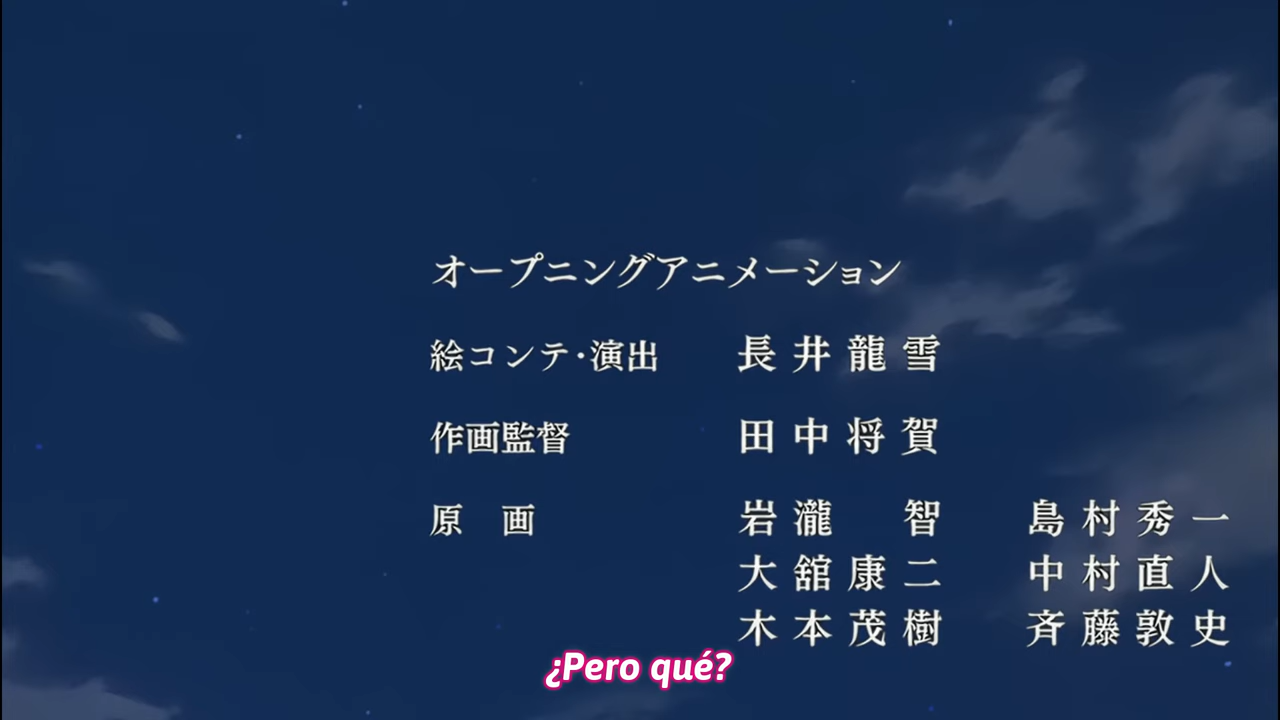 オープニングアニメーション
絵コンテ・演出 長井龍雪
作画監督 田中将賀
原 画 岩瀧 智 島村秀一
大舘康二 中村直人
木本茂樹 斉藤敦史
¿Pero qué?